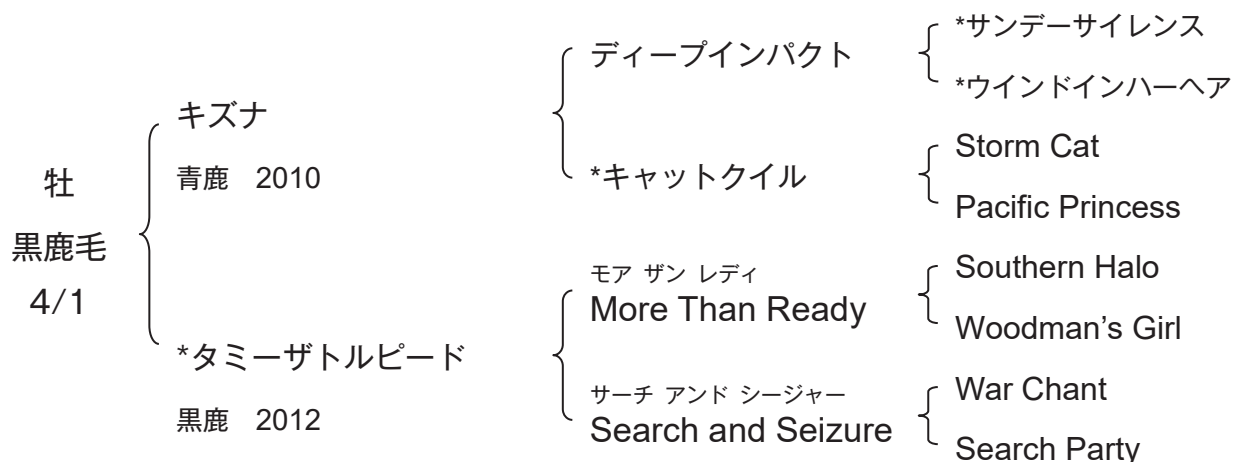 牡
黒鹿毛
4/1
キズナ
青鹿　2010
*タミーザトルピード
黒鹿　2012
ディープインパクト
*キャットクイル
モア ザン レディ
More Than Ready
サーチ アンド シージャー
Search and Seizure
*サンデーサイレンス
*ウインドインハーヘア
Storm Cat
Pacific Princess
Southern Halo
Woodman’s Girl
War Chant
Search Party